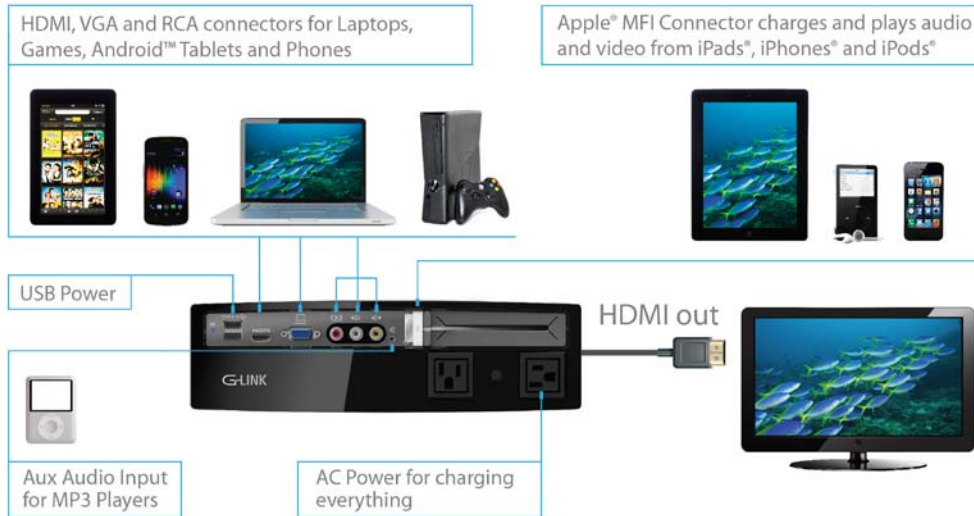 HDMI, VGA and RCA connectors for Laptops,
Games, Android™ Tablets and Phones
Apple® MFI Connector charges and plays audio
and video from iPads®, iPhones® and iPods®
USB Power
HDMI
HDMI out
G-LINK
Aux Audio Input
for MP3 Players
AC Power for charging
everything